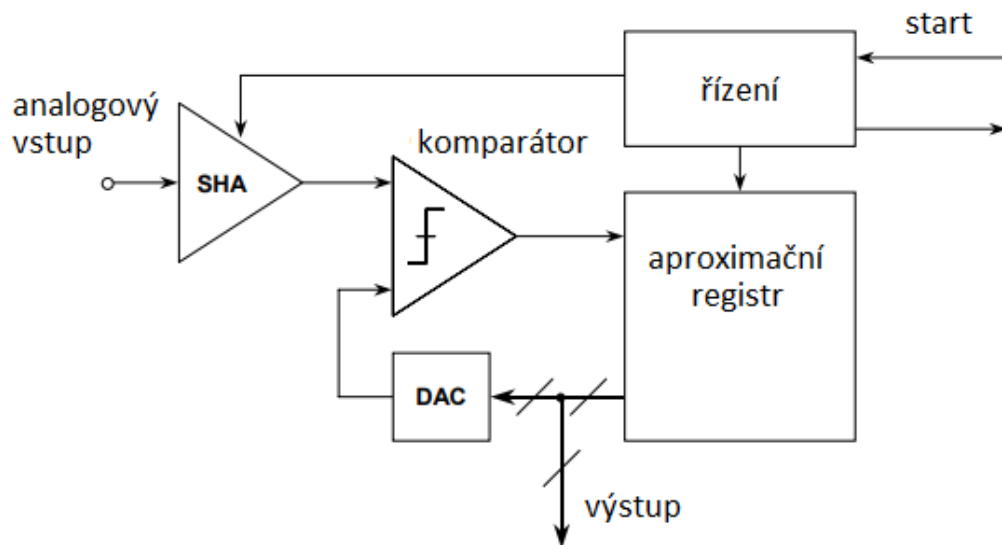 start
řízení
analogový
vstup
komparátor
SHA
aproximační
registr
DAC
výstup